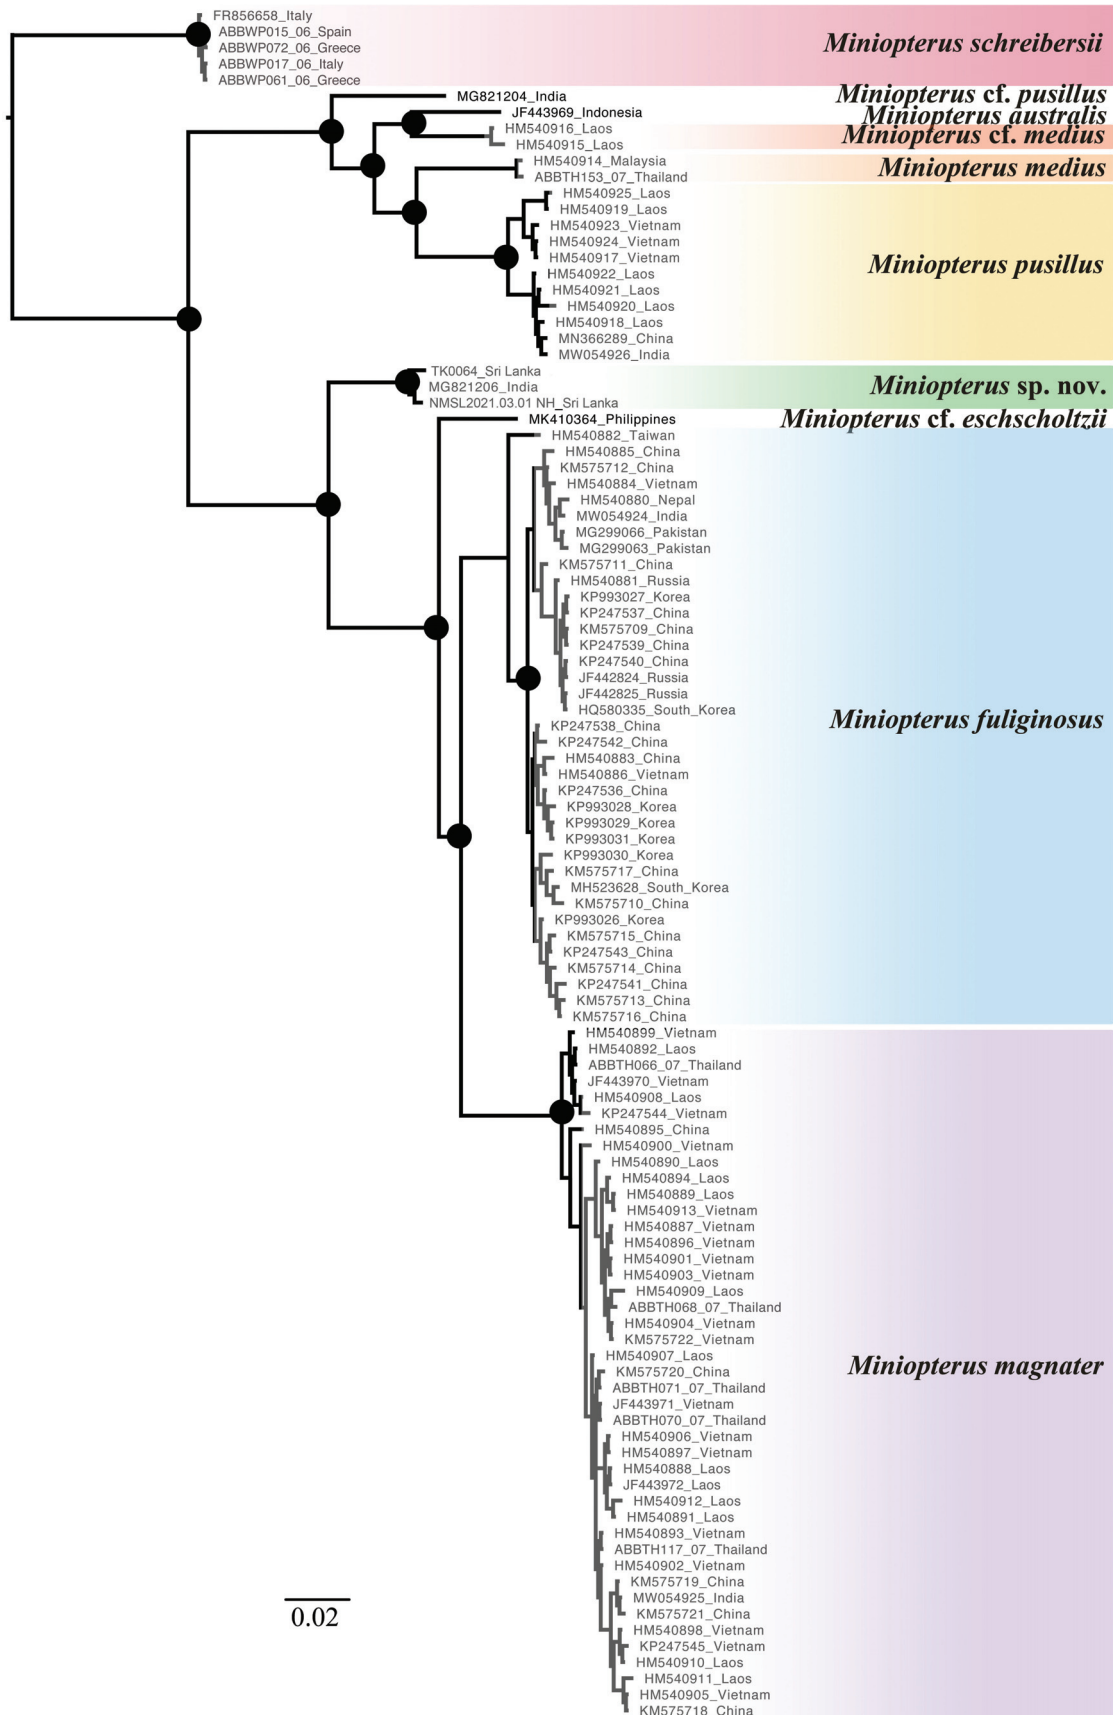 FR856658_Italy
ABBWP015_06_Spain
ABBWP072_06_Greece
ABBWP017_06_Italy
ABBWP061_06_Greece
Miniopterus schreibersii
MG821204_India
Miniopterus cf. pusillus
JF443969_Indonesia
Miniopterus australis
HM540916_Laos
HM540915_Laos
Miniopterus cf. medius
HM540914_Malaysia
ABBTH153_07_Thailand
Miniopterus medius
HM540925_Laos
HM540919_Laos
HM540923_Vietnam
HM540924_Vietnam
HM540917_Vietnam
HM540922_Laos
HM540921_Laos
HM540920_Laos
HM540918_Laos
MN366289_China
MW054926_India
Miniopterus pusillus
TK0064_Sri Lanka
MG821206_India
NMSL2021.03.01 NH_Sri Lanka
Miniopterus sp. nov.
MK410364_Philippines
Miniopterus cf. eschscholtzii
HM540882_Taiwan
HM540885_China
KM575712_China
HM540884_Vietnam
HM540880_Nepal
MW054924_India
MG299066_Pakistan
MG299063_Pakistan
KM575711_China
HM540881_Russia
KP993027_Korea
KP247537_China
KM575709_China
KP247539_China
KP247540_China
JF442824_Russia
JF442825_Russia
HQ580335_South_Korea
KP247538_China
KP247542_China
HM540883_China
HM540886_Vietnam
KP247536_China
KP993028_Korea
KP993029_Korea
KP993031_Korea
KP993030_Korea
KM575717_China
MH523628_South_Korea
KM575710_China
KP993026_Korea
KM575715_China
KP247543_China
KM575714_China
KP247541_China
KM575713_China
KM575716_China
Miniopterus fuliginosus
HM540899_Vietnam
HM540892_Laos
ABBTH066_07_Thailand
JF443970_Vietnam
HM540908_Laos
KP247544_Vietnam
HM540895_China
HM540900_Vietnam
HM540890_Laos
HM540894_Laos
HM540889_Laos
HM540913_Vietnam
HM540887_Vietnam
HM540896_Vietnam
HM540901_Vietnam
HM540903_Vietnam
HM540909_Laos
ABBTH068_07_Thailand
HM540904_Vietnam
KM575722_Vietnam
HM540907_Laos
KM575720_China
ABBTH071_07_Thailand
JF443971_Vietnam
ABBTH070_07_Thailand
HM540906_Vietnam
HM540897_Vietnam
HM540888_Laos
JF443972_Laos
HM540912_Laos
HM540891_Laos
HM540893_Vietnam
ABBTH117_07_Thailand
HM540902_Vietnam
KM575719_China
MW054925_India
KM575721_China
HM540898_Vietnam
KP247545_Vietnam
HM540910_Laos
HM540911_Laos
HM540905_Vietnam
KM575718_China
Miniopterus magnater
0.02